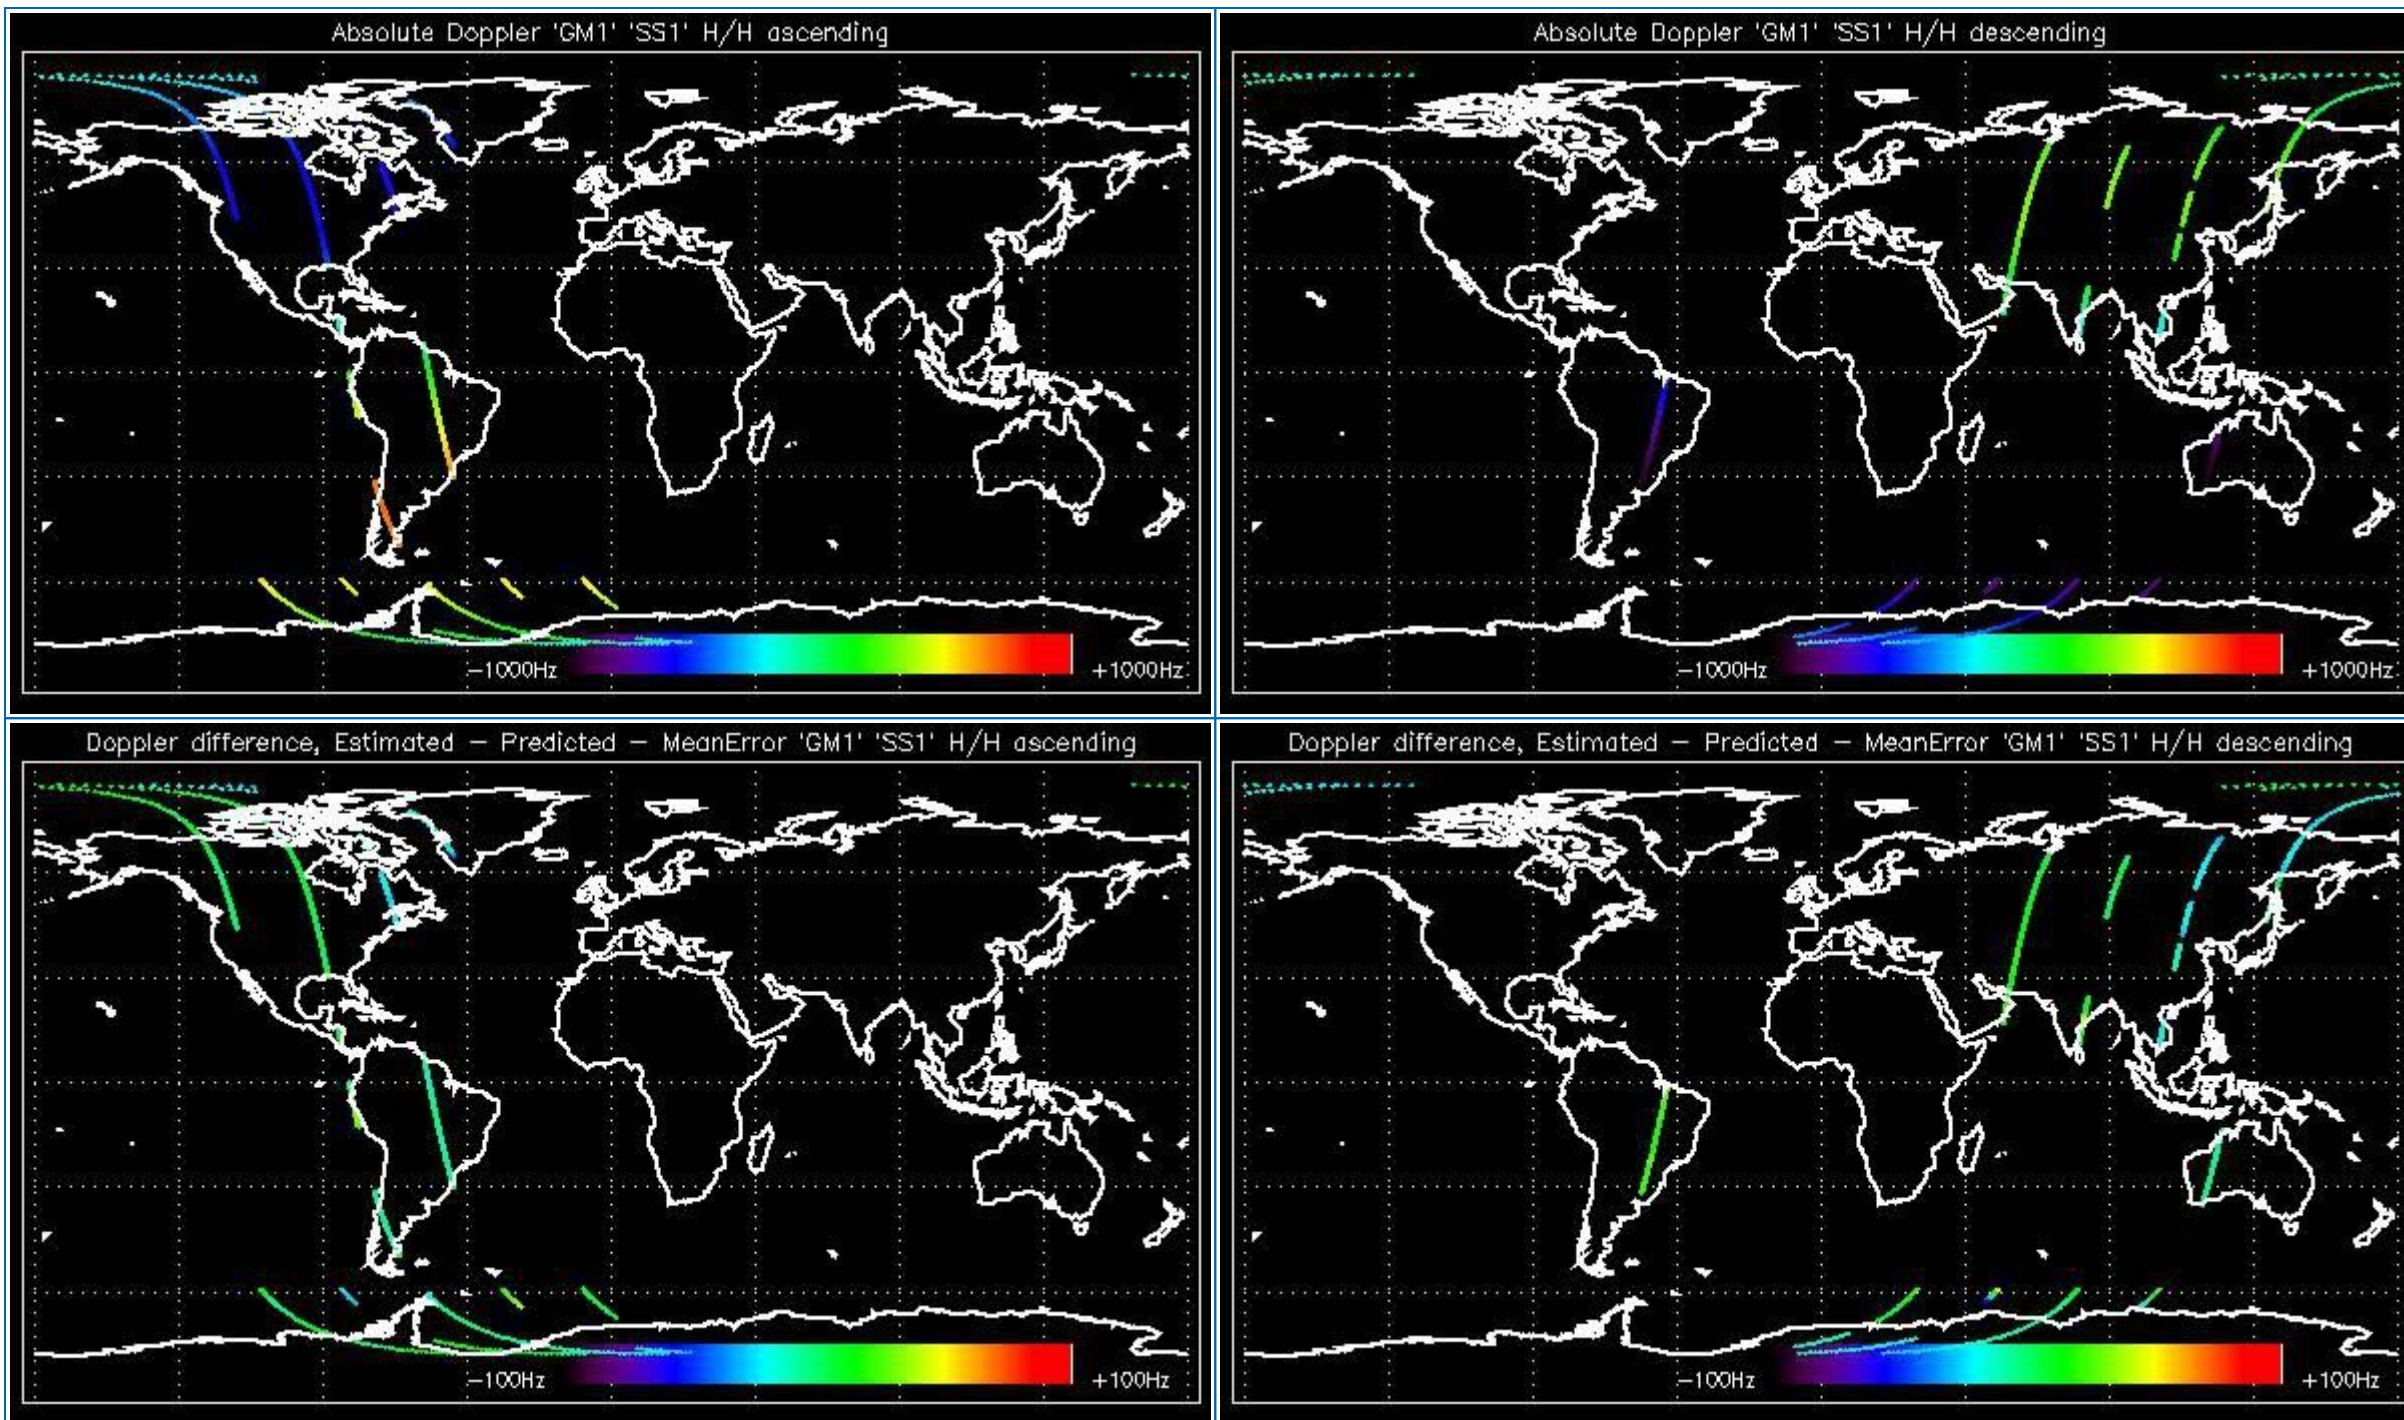 Absolute Doppler 'GM1' 'SS1' H/H ascending
-1000Hz
+1000Hz
Absolute Doppler 'GM1' 'SS1' H/H descending
-1000Hz
+1000Hz
Doppler difference, Estimated - Predicted - MeanError 'GM1' 'SS1' H/H ascending
-100Hz
+100Hz
Doppler difference, Estimated - Predicted - MeanError 'GM1' 'SS1' H/H descending
-100Hz
+100Hz